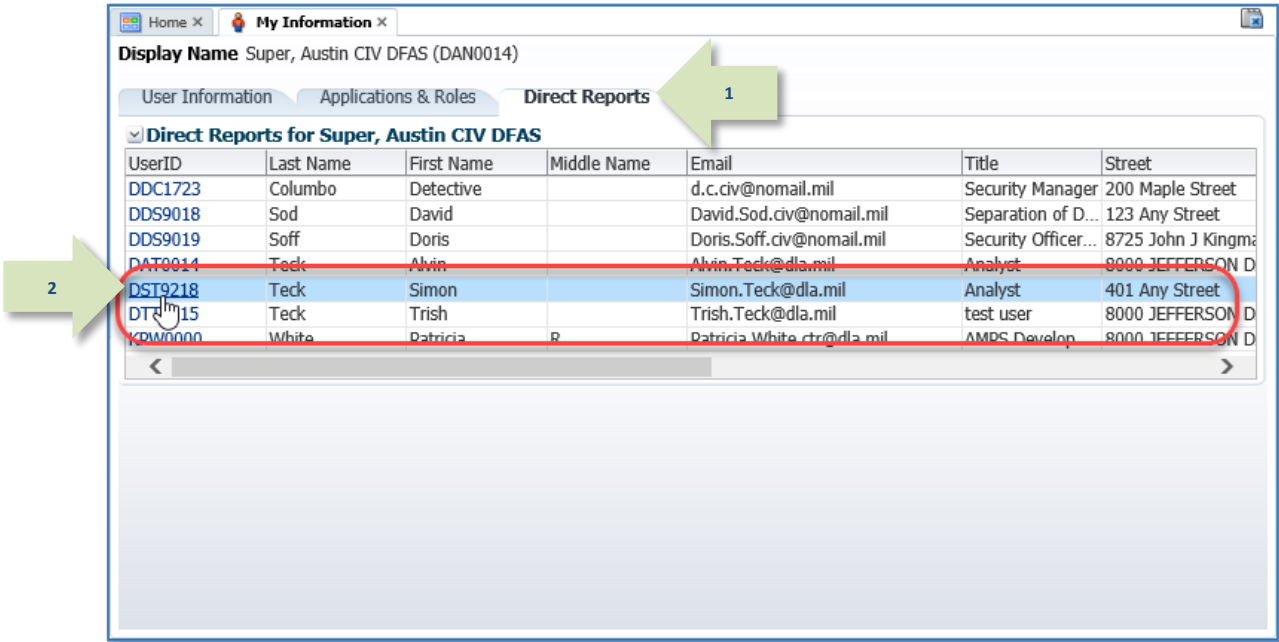 Home × My Information ×
Display Name Super, Austin CIV DFAS (DAN0014)
User Information Applications & Roles Direct Reports 1
Direct Reports for Super, Austin CIV DFAS
UserID Last Name First Name Middle Name Email Title Street
DDC1723 Columbo Detective d.c.civ@nomail.mil Security Manager 200 Maple Street
DDS9018 Sod David David.Sod.civ@nomail.mil Separation of D... 123 Any Street
DDS9019 Soff Doris Doris.Soff.civ@nomail.mil Security Officer... 8725 John J Kingma
DAT0014 Teck Alvin Alvin.Teck@dla.mil Analyst 8000 JEFFERSON D
2 DST9218 Teck Simon Simon.Teck@dla.mil Analyst 401 Any Street
Teck Trish Trish.Teck@dla.mil test user 8000 JEFFERSON D
KPW0000 White Patricia R Patricia.White.ctr@dla.mil AMPS Develop... 8000 JEFFERSON D